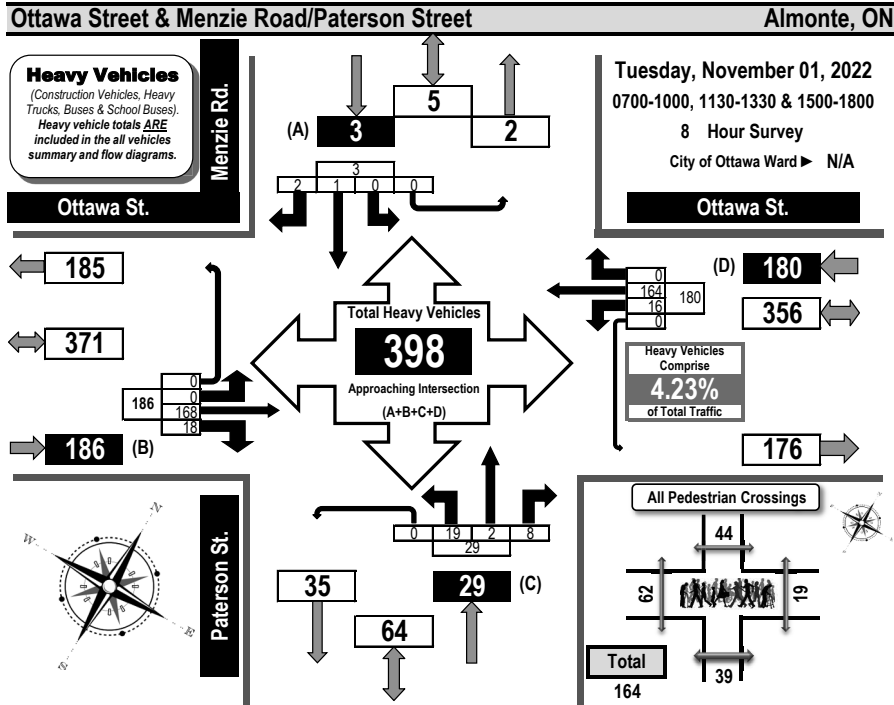 Ottawa Street & Menzie Road/Paterson Street Almonte, ON
Heavy Vehicles
(Construction Vehicles, Heavy
Trucks, Buses & School Buses).
Heavy vehicle totals ARE
included in the all vehicles
summary and flow diagrams.
Menzie Rd.
Ottawa St.
5
(A) 3 2
3
2 1 0 0
Tuesday, November 01, 2022
0700-1000, 1130-1330 & 1500-1800
8 Hour Survey
City of Ottawa Ward ► N/A
Ottawa St.
185
371
0
0
168
18
186
186 (B)
Total Heavy Vehicles
398
Approaching Intersection
(A+B+C+D)
0
164
16
0
180
(D) 180
356
Heavy Vehicles
Comprise
4.23%
of Total Traffic
176
N
W
E
S
Paterson St.
0 19 2 8
29
35 29 (C)
64
All Pedestrian Crossings
44
62
19
39
Total
164